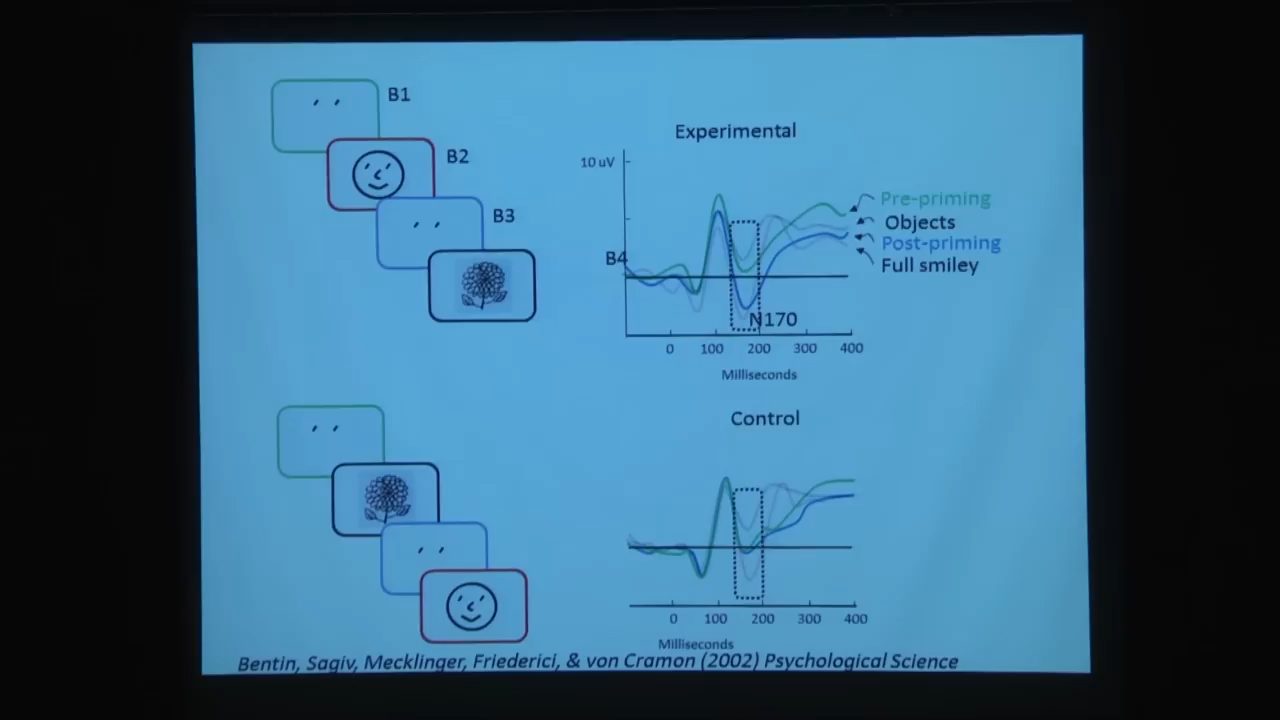 B1
B2
B3
B4
Experimental
10 uV
Pre-priming
Objects
Post-priming
Full smiley
N170
0 100 200 300 400
Milliseconds
Control
0 100 200 300 400
Milliseconds
Bentin, Sagiv, Mecklinger, Friederici, & von Cramon (2002) Psychological Science